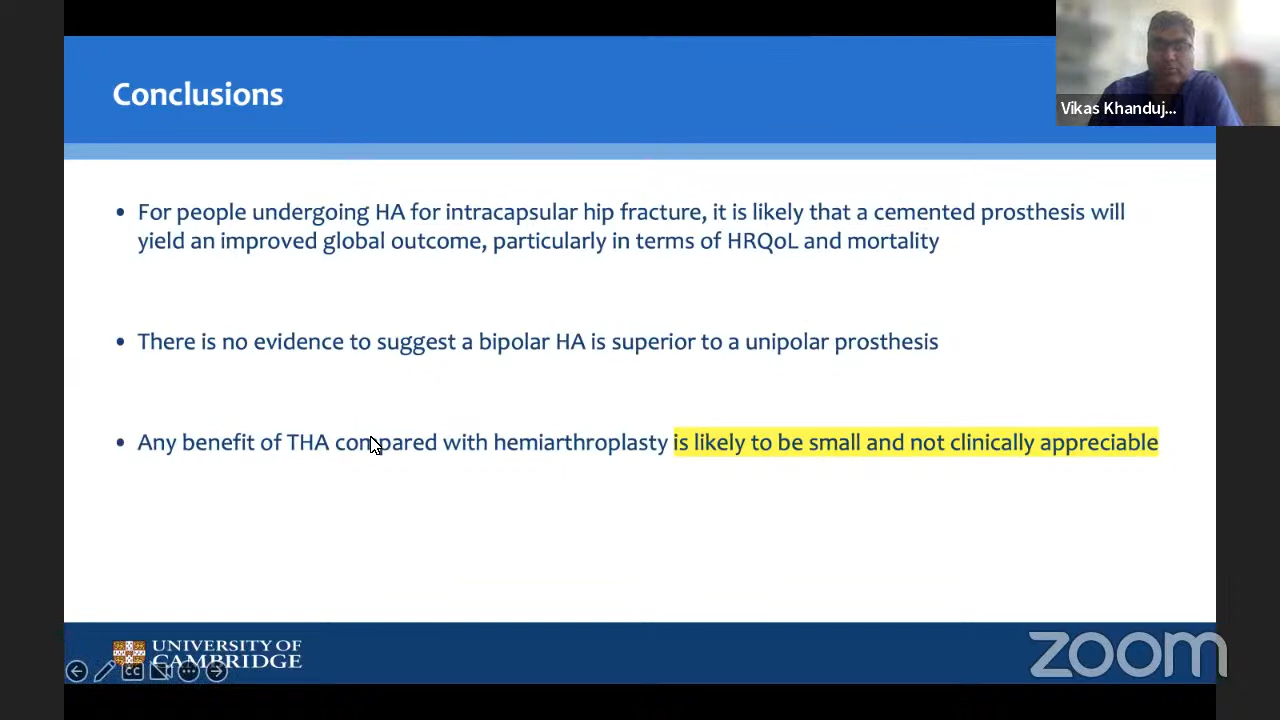 Conclusions
Vikas Khanduj...
• For people undergoing HA for intracapsular hip fracture, it is likely that a cemented prosthesis will
yield an improved global outcome, particularly in terms of HRQoL and mortality
• There is no evidence to suggest a bipolar HA is superior to a unipolar prosthesis
• Any benefit of THA compared with hemiarthroplasty is likely to be small and not clinically appreciable
UNIVERSITY OF
CAMBRIDGE
CC
zoom